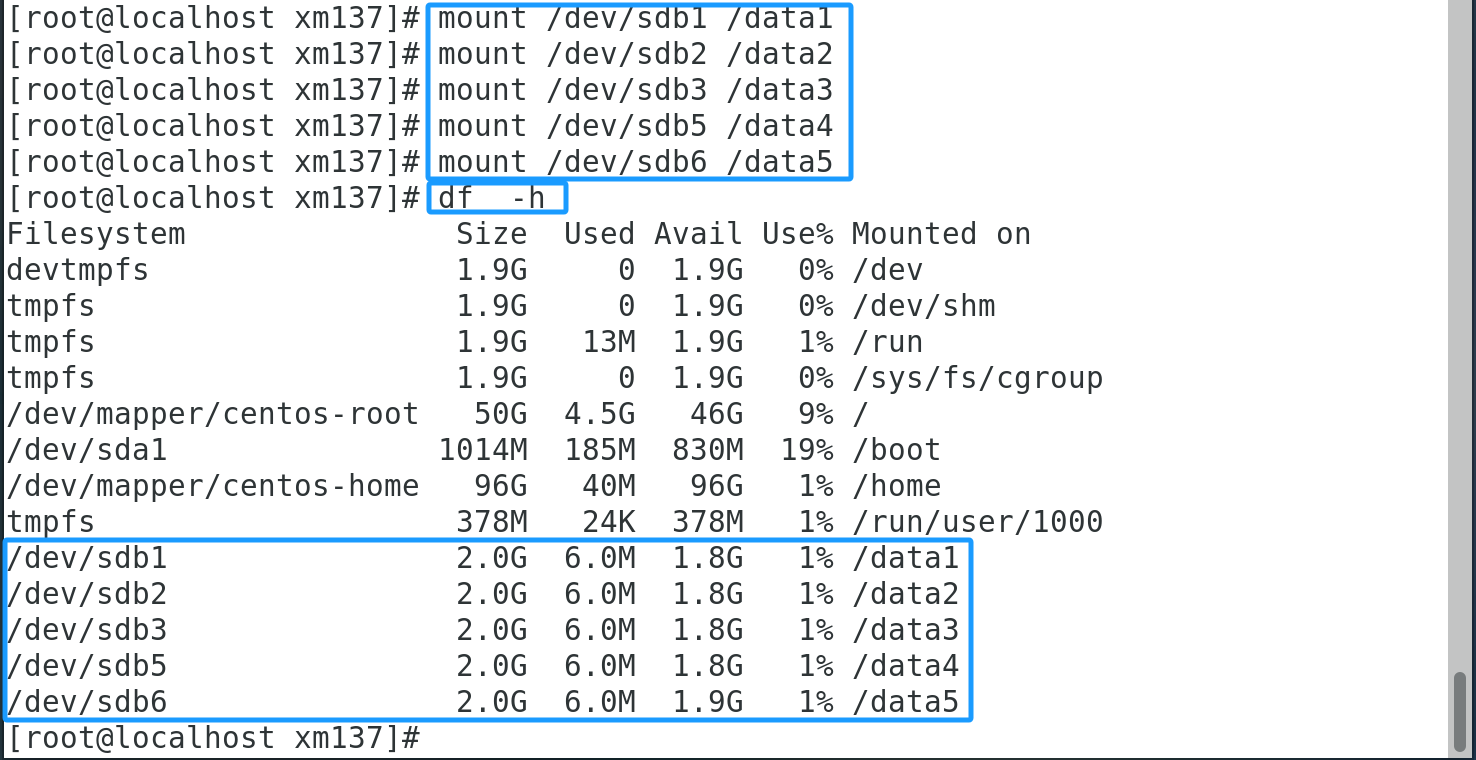 [root@localhost xm137]# mount /dev/sdb1 /data1
[root@localhost xm137]# mount /dev/sdb2 /data2
[root@localhost xm137]# mount /dev/sdb3 /data3
[root@localhost xm137]# mount /dev/sdb5 /data4
[root@localhost xm137]# mount /dev/sdb6 /data5
[root@localhost xm137]# df  -h
Filesystem               Size  Used Avail Use% Mounted on
devtmpfs                 1.9G     0  1.9G   0% /dev
tmpfs                    1.9G     0  1.9G   0% /dev/shm
tmpfs                    1.9G   13M  1.9G   1% /run
tmpfs                    1.9G     0  1.9G   0% /sys/fs/cgroup
/dev/mapper/centos-root   50G  4.5G   46G   9% /
/dev/sda1               1014M  185M  830M  19% /boot
/dev/mapper/centos-home   96G   40M   96G   1% /home
tmpfs                    378M   24K  378M   1% /run/user/1000
/dev/sdb1                2.0G  6.0M  1.8G   1% /data1
/dev/sdb2                2.0G  6.0M  1.8G   1% /data2
/dev/sdb3                2.0G  6.0M  1.8G   1% /data3
/dev/sdb5                2.0G  6.0M  1.8G   1% /data4
/dev/sdb6                2.0G  6.0M  1.9G   1% /data5
[root@localhost xm137]#